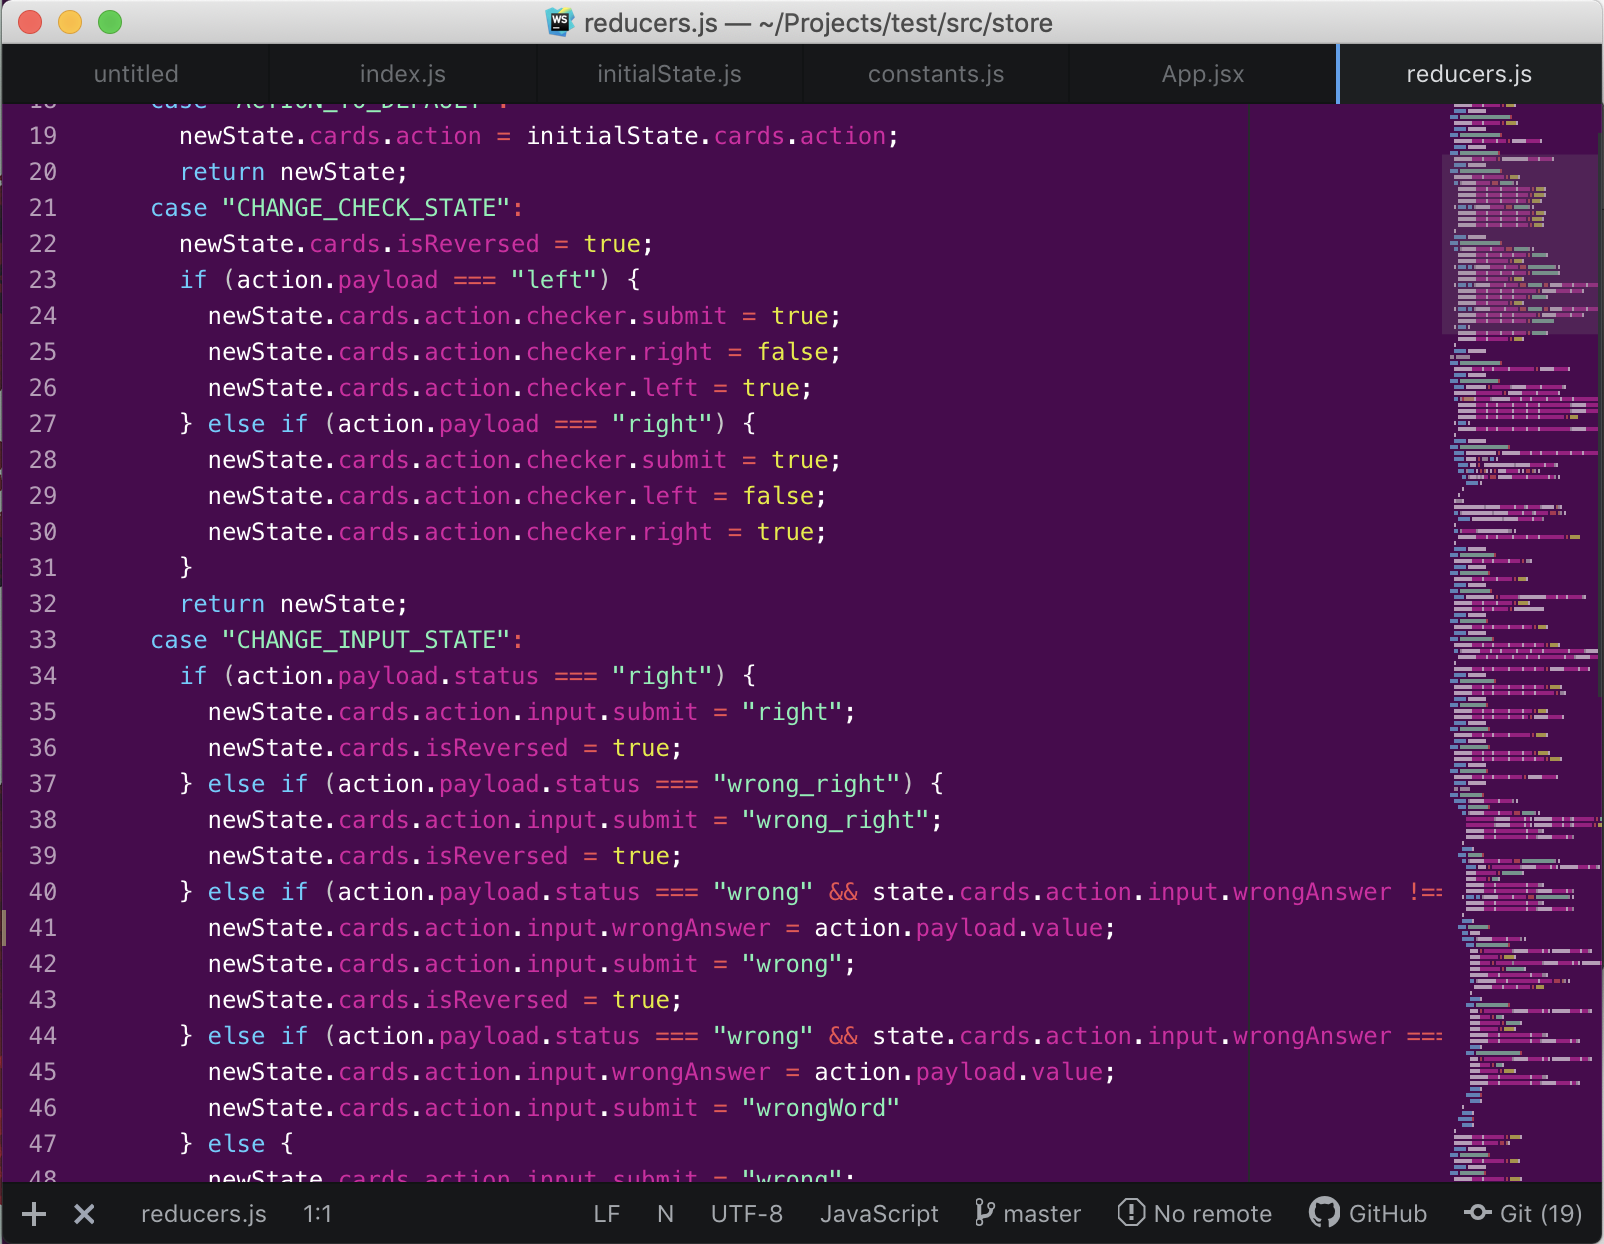 WS reducers.js — ~/Projects/test/src/store
untitled index.js initialState.js constants.js App.jsx reducers.js
18 case "ACTION_TO_DEFAULT":
19 newState.cards.action = initialState.cards.action;
20 return newState;
21 case "CHANGE_CHECK_STATE":
22 newState.cards.isReversed = true;
23 if (action.payload === "left") {
24 newState.cards.action.checker.submit = true;
25 newState.cards.action.checker.right = false;
26 newState.cards.action.checker.left = true;
27 } else if (action.payload === "right") {
28 newState.cards.action.checker.submit = true;
29 newState.cards.action.checker.left = false;
30 newState.cards.action.checker.right = true;
31 }
32 return newState;
33 case "CHANGE_INPUT_STATE":
34 if (action.payload.status === "right") {
35 newState.cards.action.input.submit = "right";
36 newState.cards.isReversed = true;
37 } else if (action.payload.status === "wrong_right") {
38 newState.cards.action.input.submit = "wrong_right";
39 newState.cards.isReversed = true;
40 } else if (action.payload.status === "wrong" && state.cards.action.input.wrongAnswer !==
41 newState.cards.action.input.wrongAnswer = action.payload.value;
42 newState.cards.action.input.submit = "wrong";
43 newState.cards.isReversed = true;
44 } else if (action.payload.status === "wrong" && state.cards.action.input.wrongAnswer ===
45 newState.cards.action.input.wrongAnswer = action.payload.value;
46 newState.cards.action.input.submit = "wrongWord"
47 } else {
48 newState.cards.action.input.submit = "wrong";
reducers.js 1:1 LF N UTF-8 JavaScript master No remote GitHub Git (19)